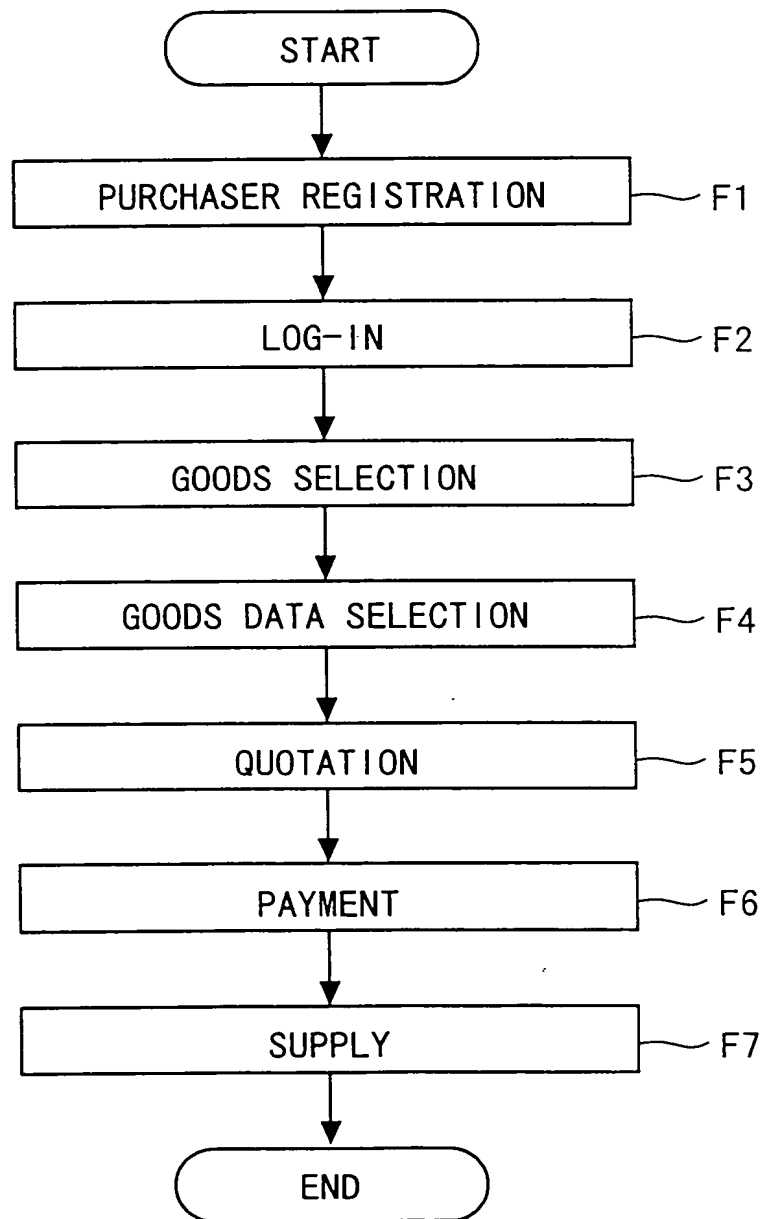 START
PURCHASER REGISTRATION F1
LOG-IN F2
GOODS SELECTION F3
GOODS DATA SELECTION F4
QUOTATION F5
PAYMENT F6
SUPPLY F7
END